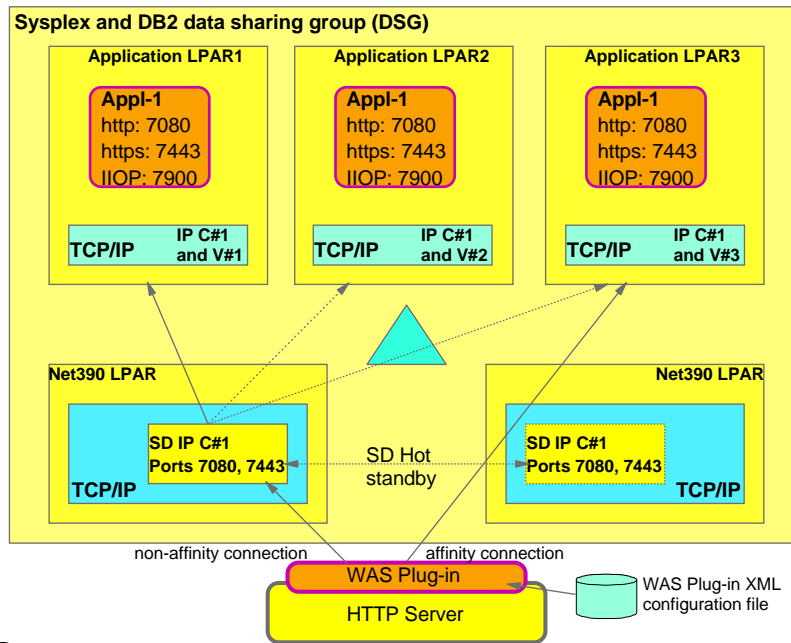 Sysplex and DB2 data sharing group (DSG)
Application LPAR1
Appl-1
http: 7080
https: 7443
IIOP: 7900
TCP/IP
IP C#1
and V#1
Application LPAR2
Appl-1
http: 7080
https: 7443
IIOP: 7900
TCP/IP
IP C#1
and V#2
Application LPAR3
Appl-1
http: 7080
https: 7443
IIOP: 7900
TCP/IP
IP C#1
and V#3
Net390 LPAR
SD IP C#1
Ports 7080, 7443
TCP/IP
SD Hot
standby
Net390 LPAR
SD IP C#1
Ports 7080, 7443
TCP/IP
non-affinity connection
affinity connection
WAS Plug-in
HTTP Server
WAS Plug-in XML
configuration file